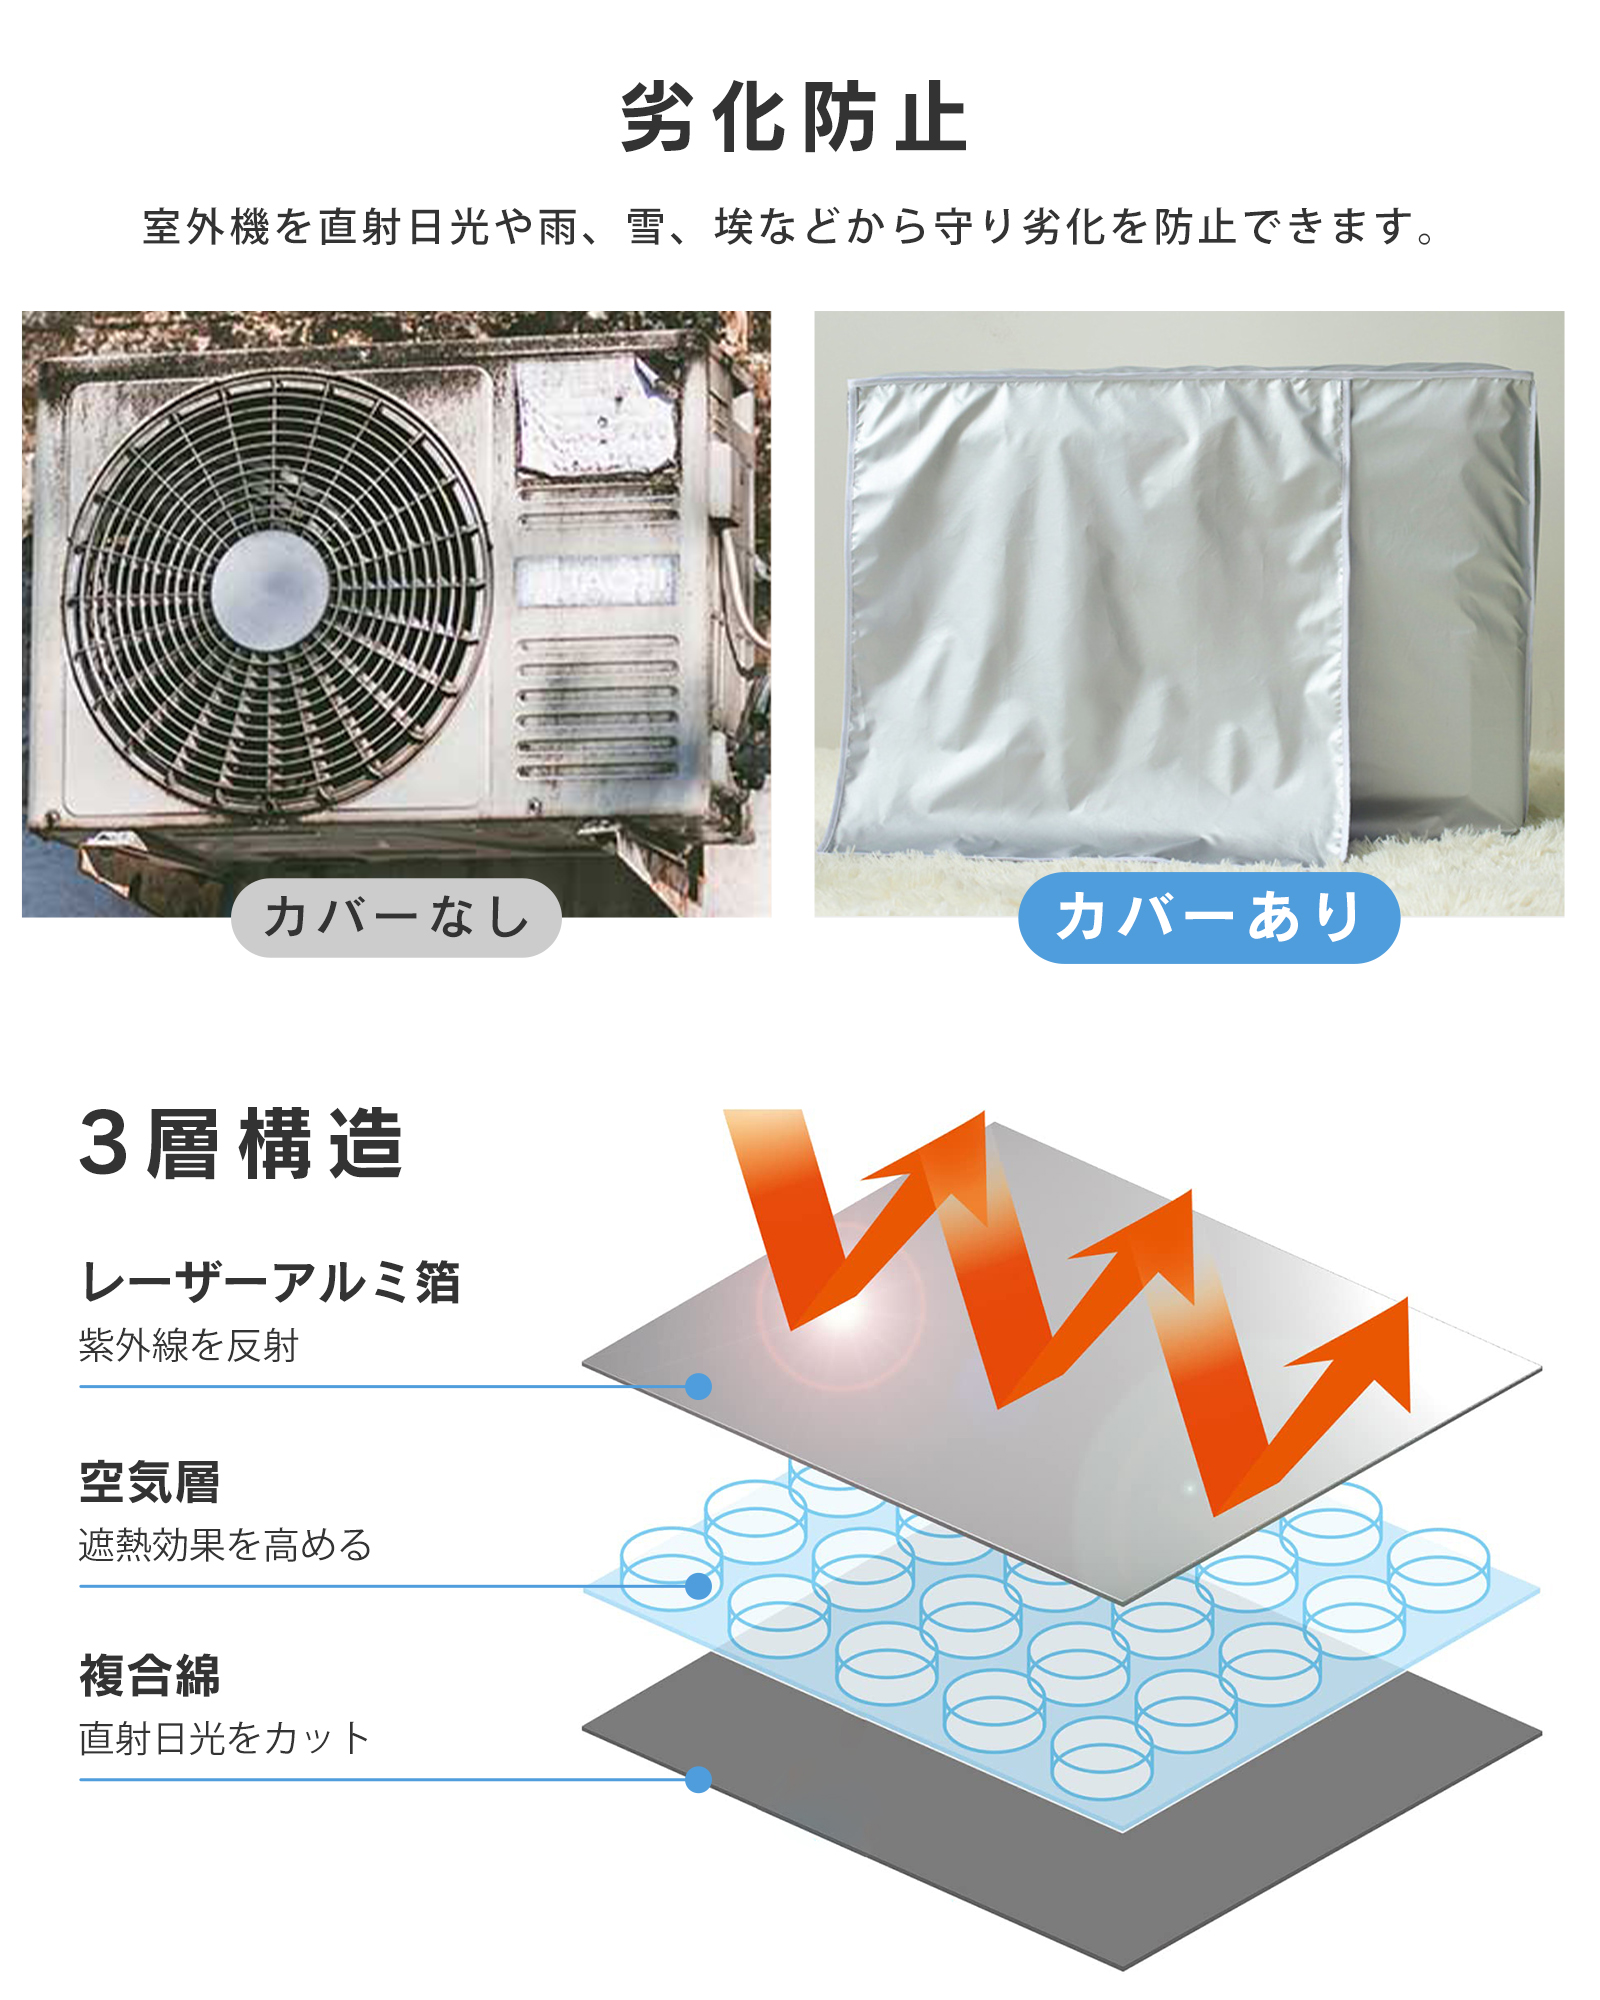 劣化防止
室外機を直射日光や雨、雪、埃などから守り劣化を防止できます。
カバーなし
カバーあり
3層構造
レーザーアルミ箔
紫外線を反射
空気層
遮熱効果を高める
複合綿
直射日光をカット